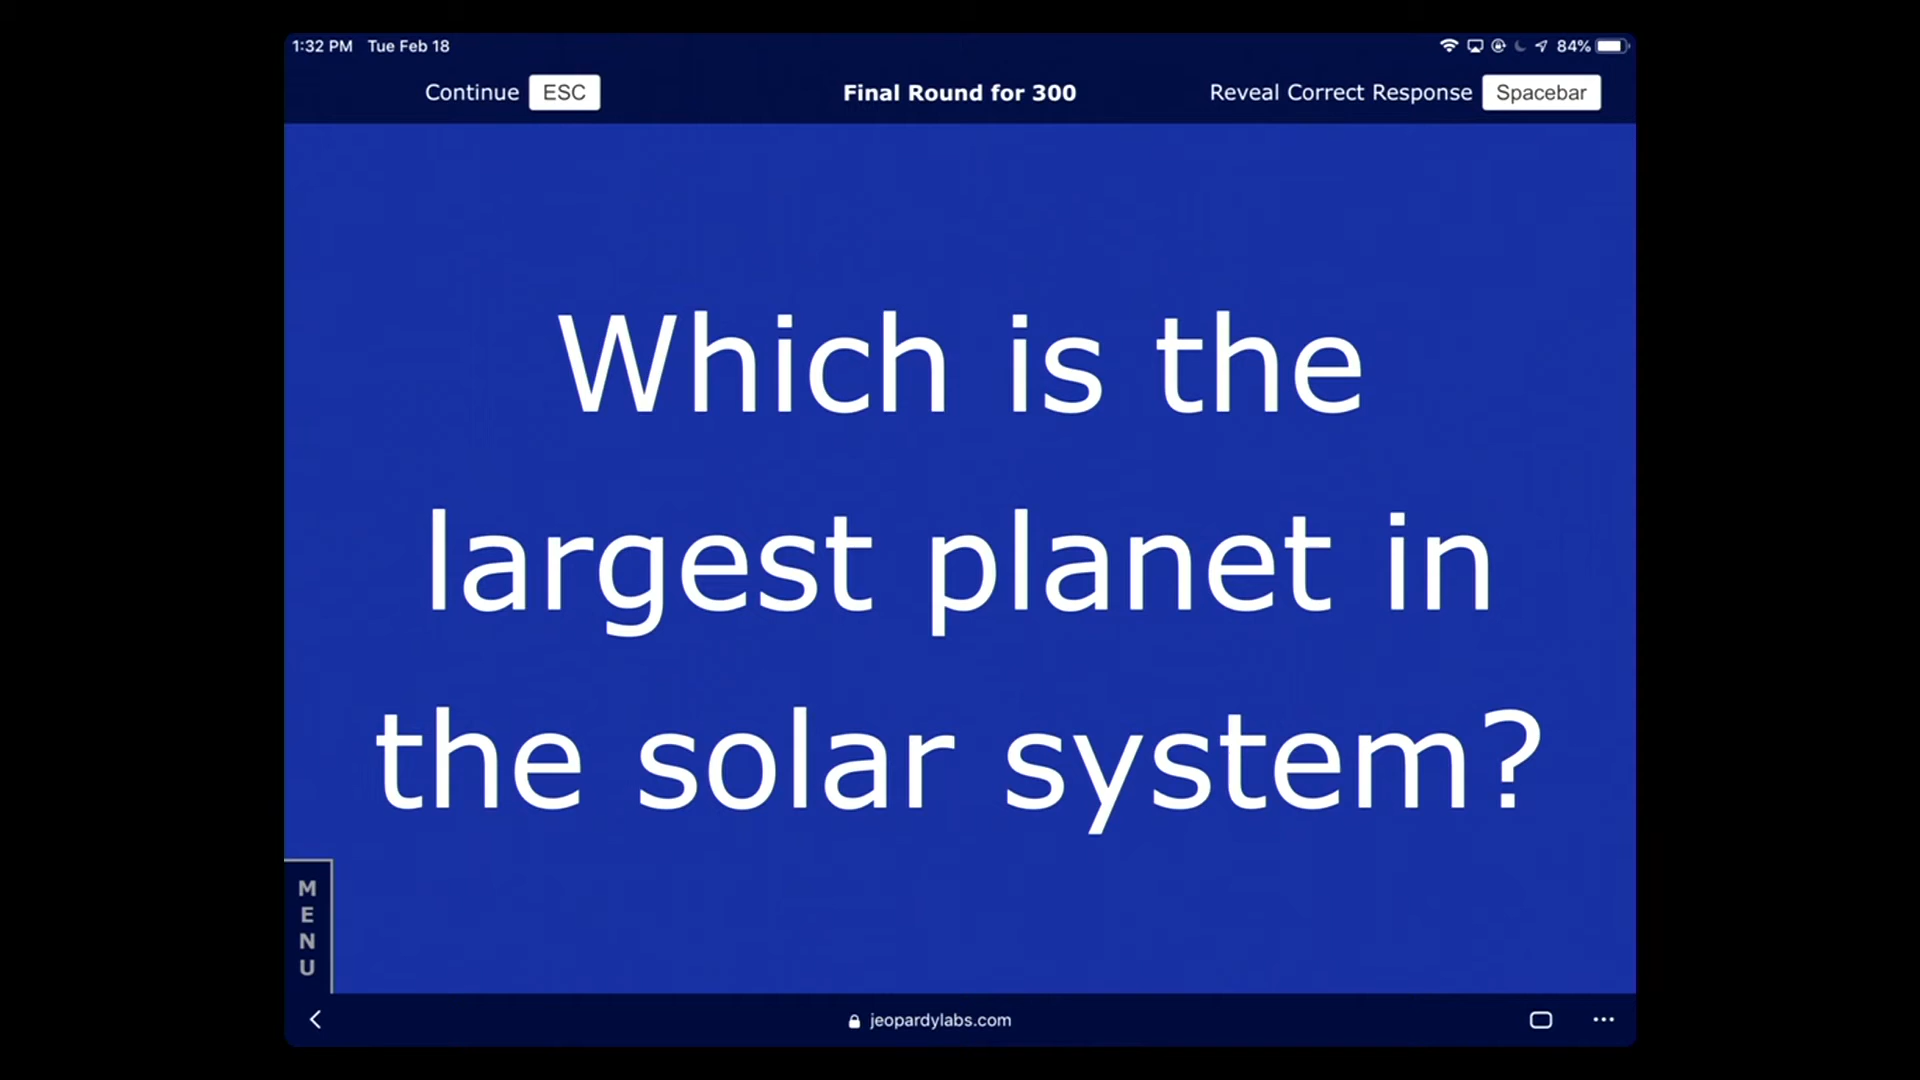 1:32 PM Tue Feb 18 84%
Continue ESC Final Round for 300 Reveal Correct Response Spacebar
Which is the
largest planet in
the solar system?
M
E
N
U
jeopardylabs.com